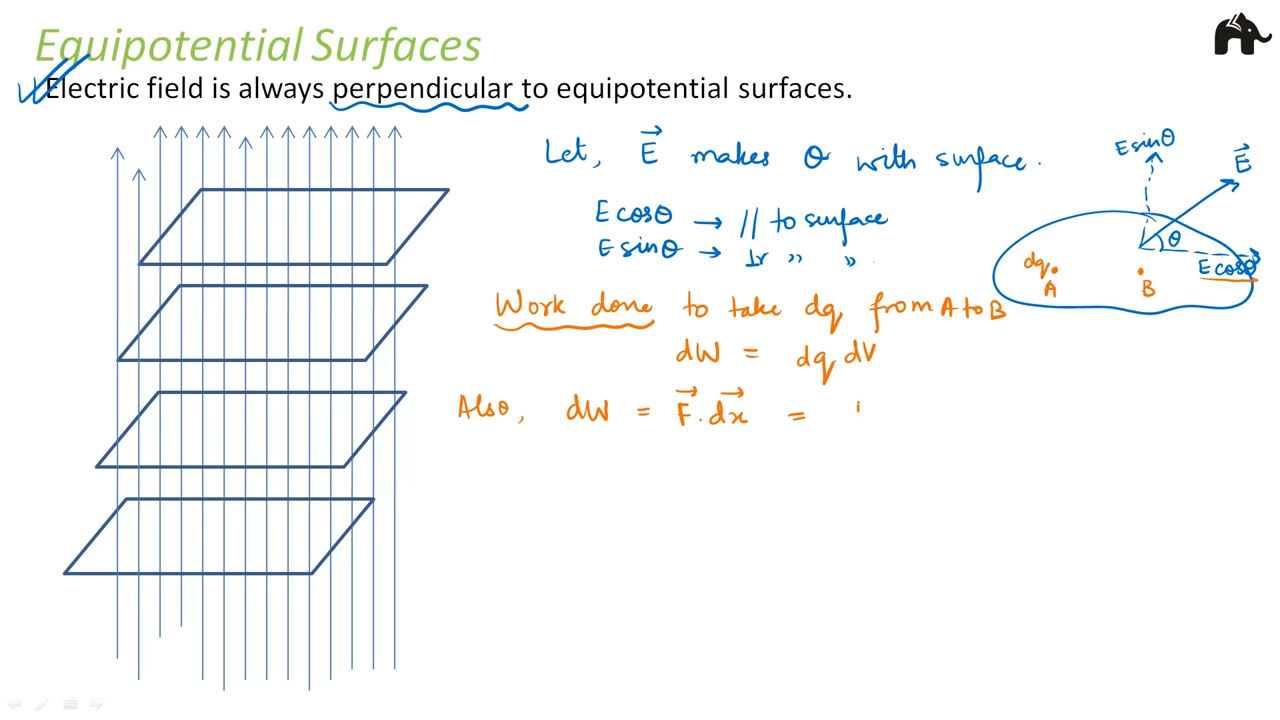 Equipotential Surfaces
Electric field is always perpendicular to equipotential surfaces.
Let, E makes θ with surface.
E cosθ → // to surface
E sinθ → ⊥r " "
E sinθ
E
θ
E cosθ
dq
A
B
Work done to take dq from A to B
dW = dq dV
Also, dW = F . dx =